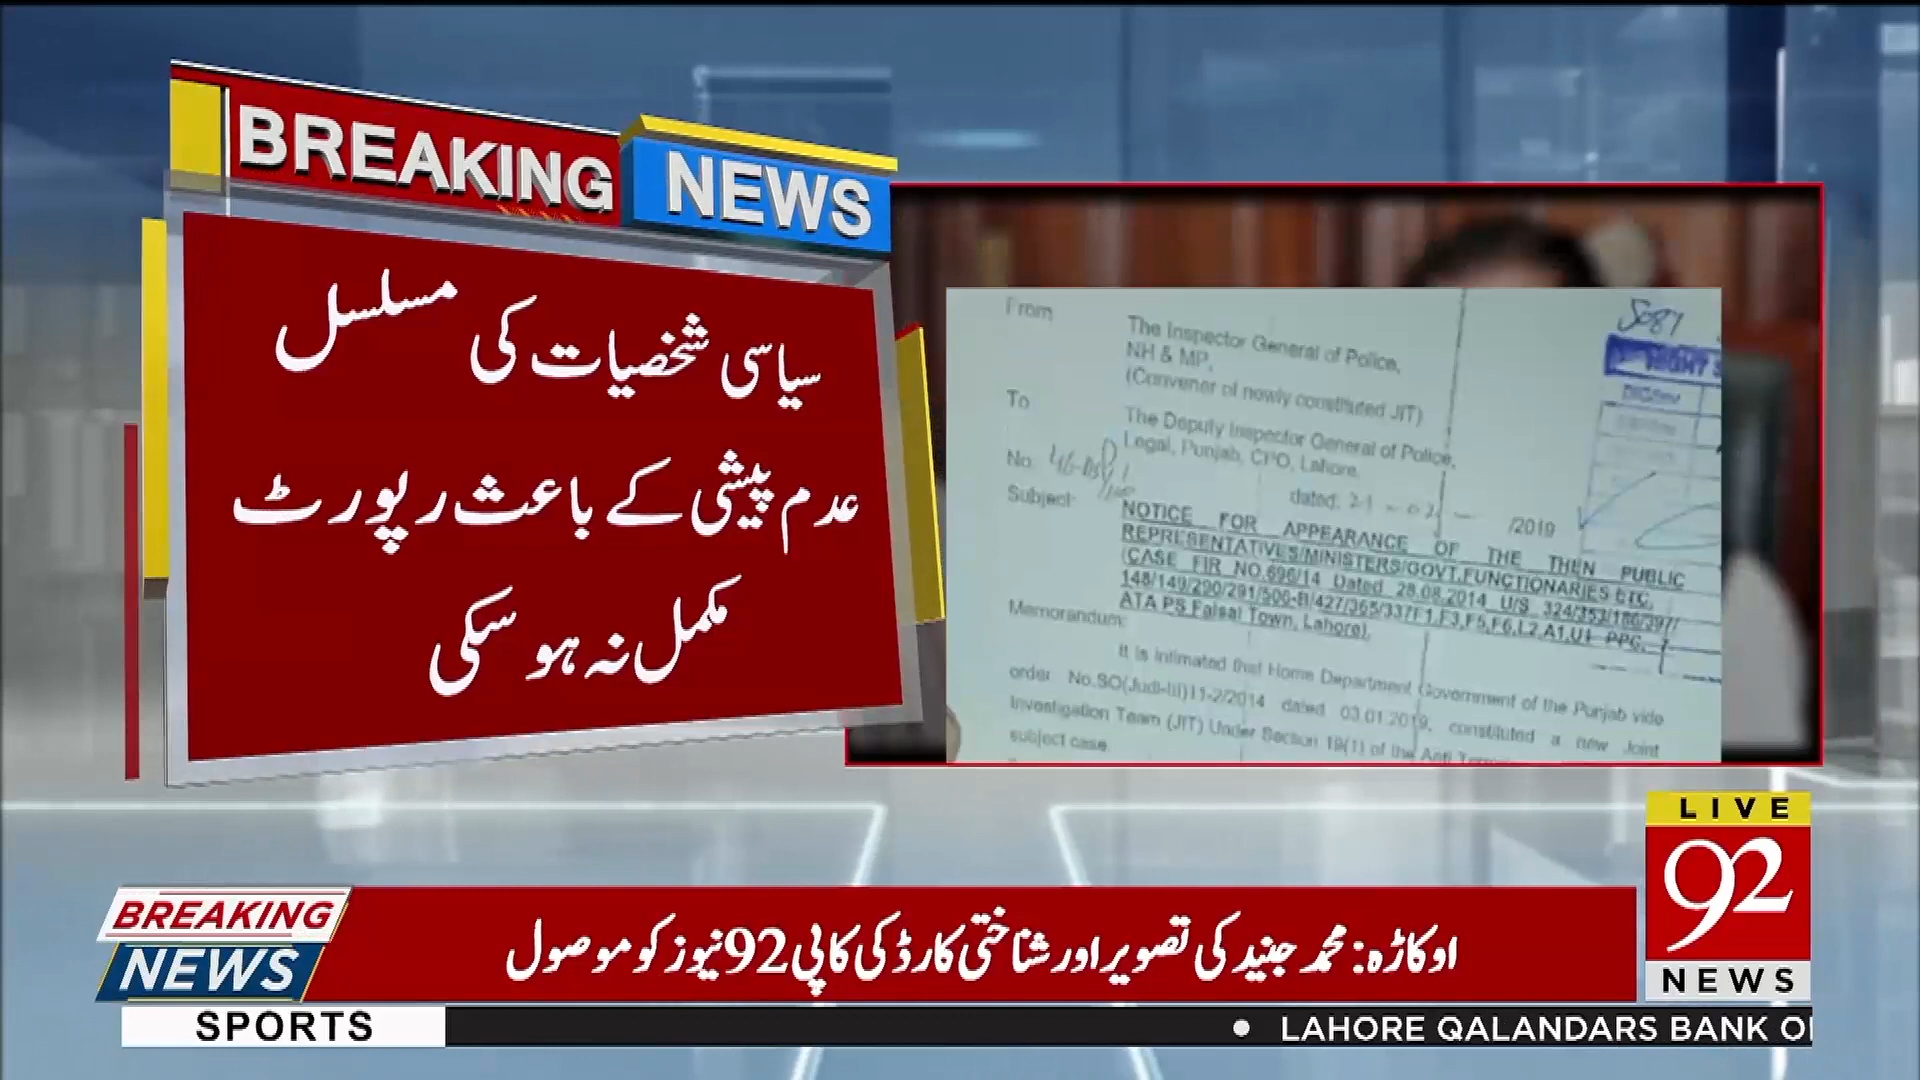 BREAKING NEWS
سیاسی شخصیات کی مسلسل
عدم پیشی کے باعث رپورٹ
مکمل نہ ہو سکی
From
The Inspector General of Police,
NH & MP,
(Convener of newly constituted JIT)
To
The Deputy Inspector General of Police,
Legal, Punjab, CPO, Lahore.
No.
dated: /2019
Subject:
NOTICE FOR APPEARANCE OF THE THEN PUBLIC
REPRESENTATIVES/MINISTERS/GOVT.FUNCTIONARIES ETC.
(CASE FIR NO.696/14 Dated 28.08.2014 U/S 324/353/186/397/
148/149/290/291/506-B/427/365/337F1,F3,F5,F6,L2,A1,U1 PPC, 7
ATA PS Faisal Town, Lahore).
Memorandum:
It is intimated that Home Department Government of the Punjab vide
order No.SO(Judl-III)11-2/2014 dated 03.01.2019, constituted a new Joint
Investigation Team (JIT) Under Section 19(1) of the Anti
subject case.
LIVE
92
NEWS
BREAKING
NEWS
اوکاڑہ: محمد جنید کی تصویر اور شناختی کارڈ کی کاپی 92 نیوز کو موصول
SPORTS
• LAHORE QALANDARS BANK